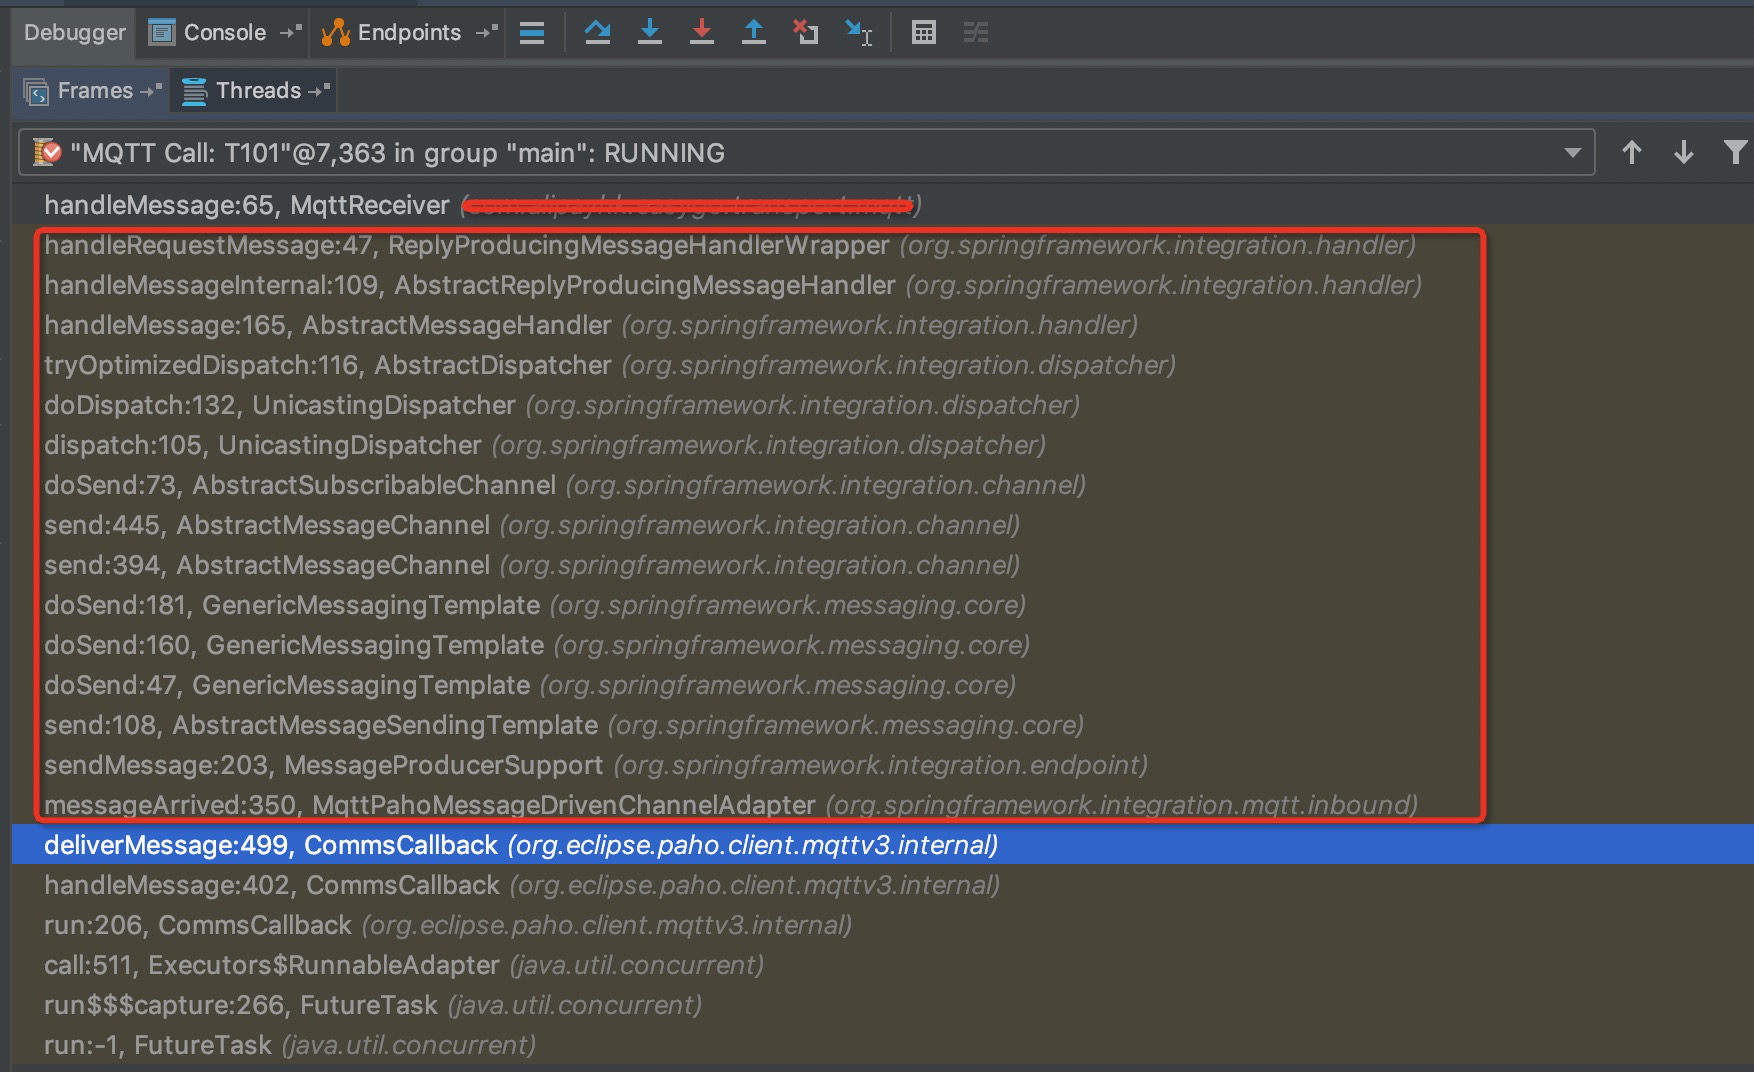 Debugger Console Endpoints
Frames Threads
"MQTT Call: T101"@7,363 in group "main": RUNNING
handleMessage:65, MqttReceiver
handleRequestMessage:47, ReplyProducingMessageHandlerWrapper (org.springframework.integration.handler)
handleMessageInternal:109, AbstractReplyProducingMessageHandler (org.springframework.integration.handler)
handleMessage:165, AbstractMessageHandler (org.springframework.integration.handler)
tryOptimizedDispatch:116, AbstractDispatcher (org.springframework.integration.dispatcher)
doDispatch:132, UnicastingDispatcher (org.springframework.integration.dispatcher)
dispatch:105, UnicastingDispatcher (org.springframework.integration.dispatcher)
doSend:73, AbstractSubscribableChannel (org.springframework.integration.channel)
send:445, AbstractMessageChannel (org.springframework.integration.channel)
send:394, AbstractMessageChannel (org.springframework.integration.channel)
doSend:181, GenericMessagingTemplate (org.springframework.messaging.core)
doSend:160, GenericMessagingTemplate (org.springframework.messaging.core)
doSend:47, GenericMessagingTemplate (org.springframework.messaging.core)
send:108, AbstractMessageSendingTemplate (org.springframework.messaging.core)
sendMessage:203, MessageProducerSupport (org.springframework.integration.endpoint)
messageArrived:350, MqttPahoMessageDrivenChannelAdapter (org.springframework.integration.mqtt.inbound)
deliverMessage:499, CommsCallback (org.eclipse.paho.client.mqttv3.internal)
handleMessage:402, CommsCallback (org.eclipse.paho.client.mqttv3.internal)
run:206, CommsCallback (org.eclipse.paho.client.mqttv3.internal)
call:511, Executors$RunnableAdapter (java.util.concurrent)
run$$$capture:266, FutureTask (java.util.concurrent)
run:-1, FutureTask (java.util.concurrent)